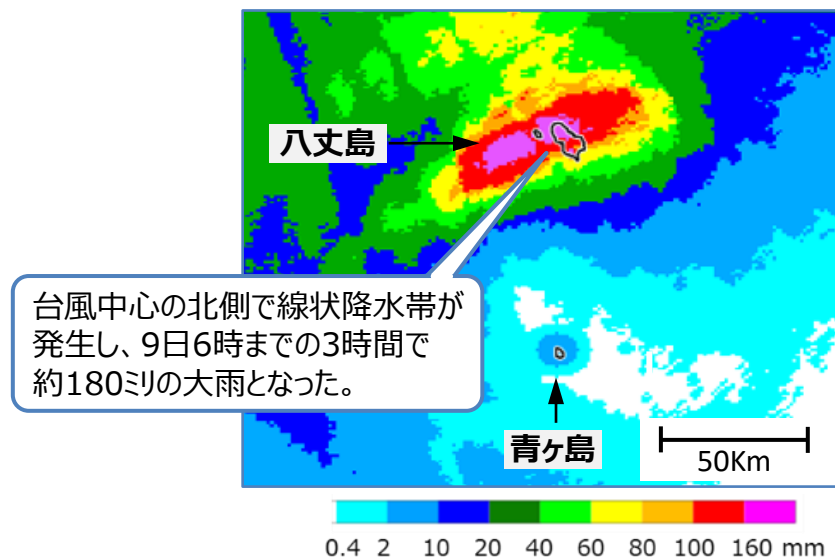 八丈島
台風中心の北側で線状降水帯が
発生し、9日6時までの3時間で
約180ミリの大雨となった。
青ヶ島
50Km
0.4 2 10 20 40 60 80 100 160 mm